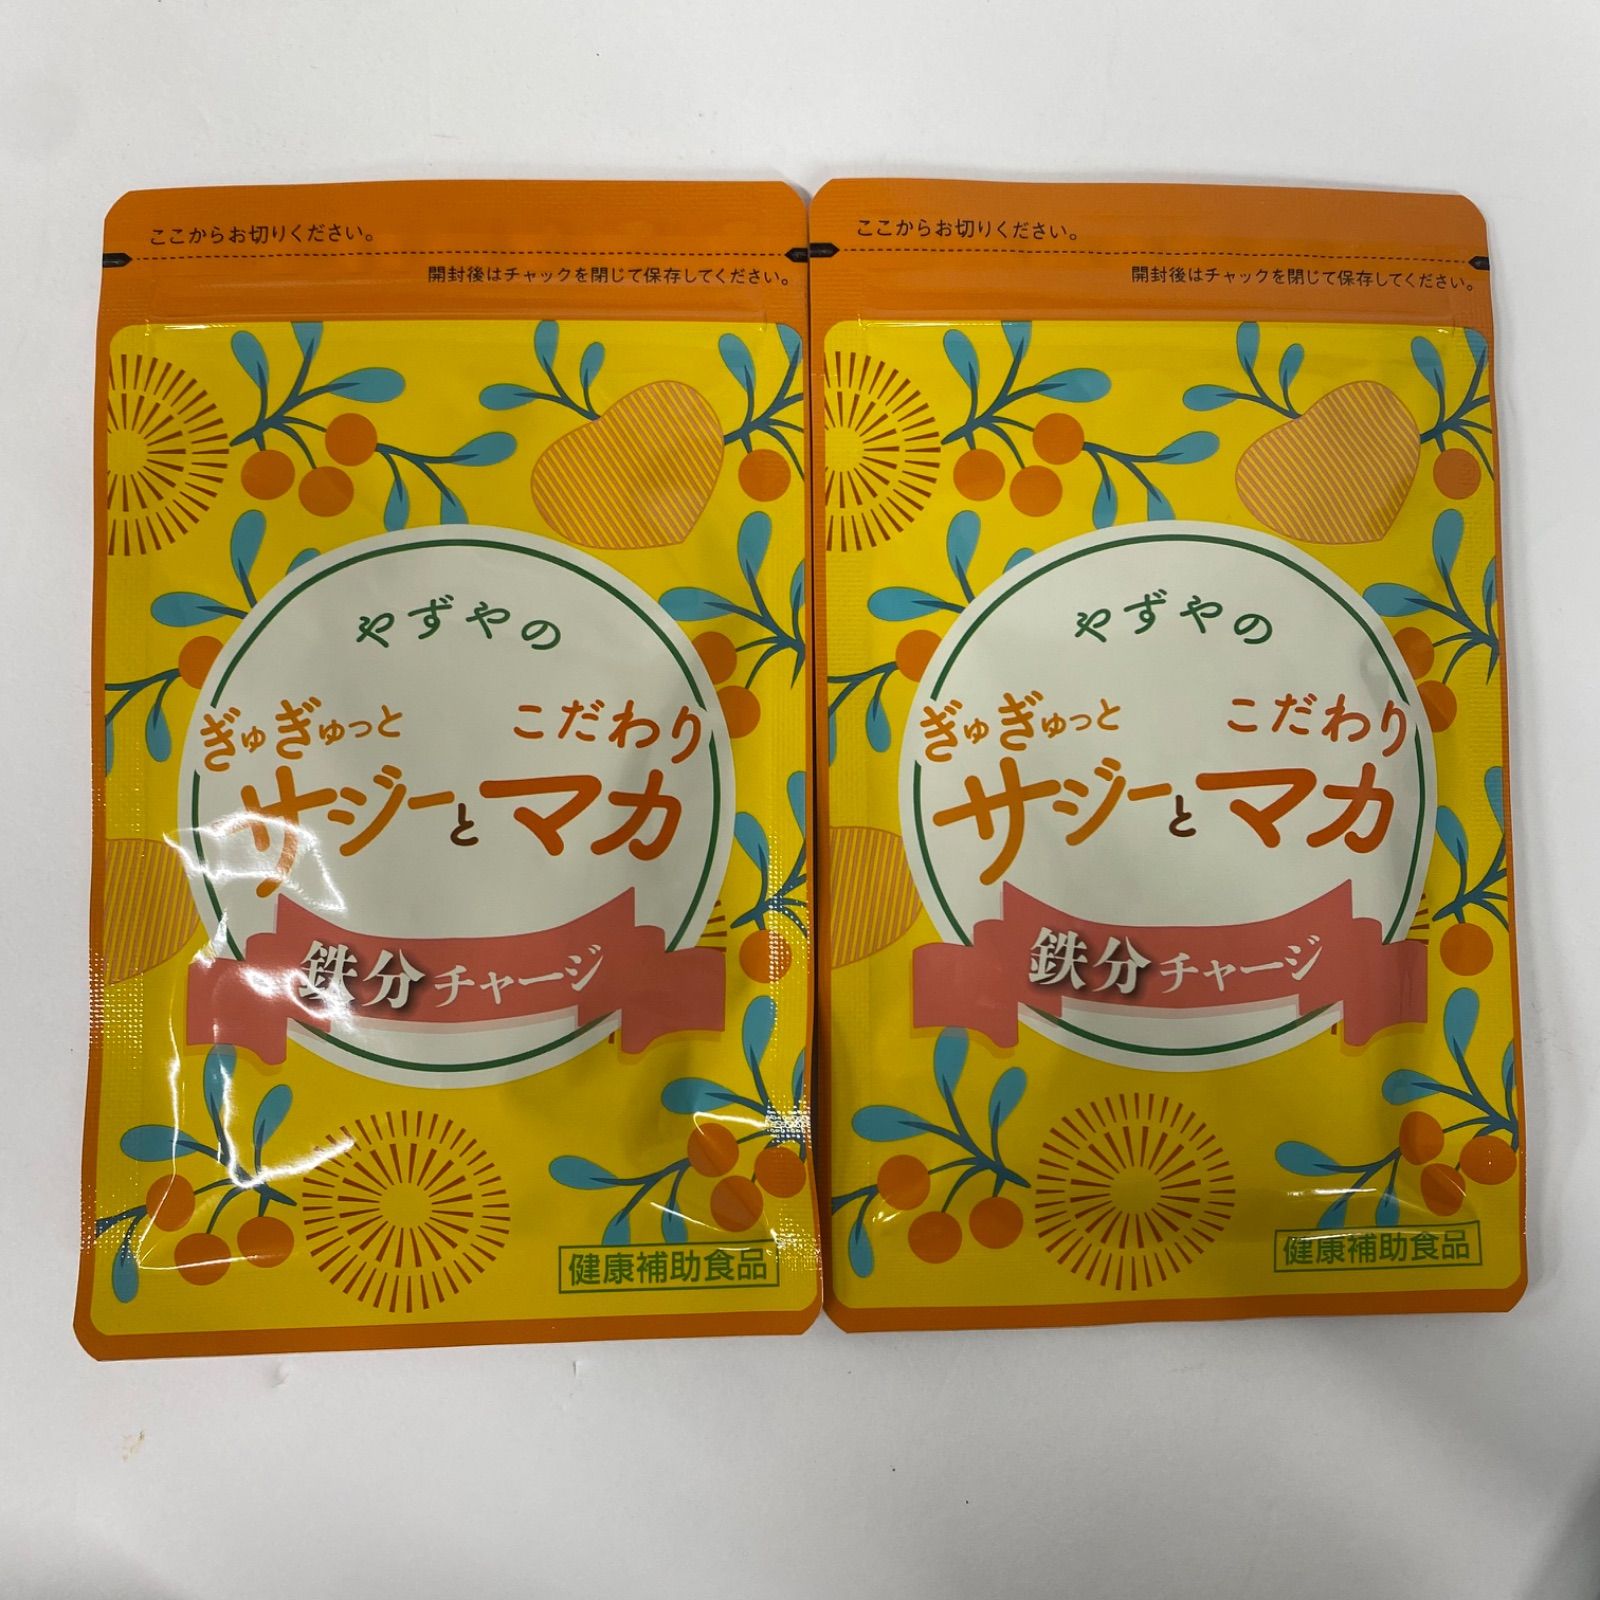 ここからお切りください。
開封後はチャックを閉じて保存してください。
やずやの
ぎゅぎゅっと こだわり
サジーとマカ
鉄分チャージ
健康補助食品
ここからお切りください。
開封後はチャックを閉じて保存してください。
やずやの
ぎゅぎゅっと こだわり
サジーとマカ
鉄分チャージ
健康補助食品